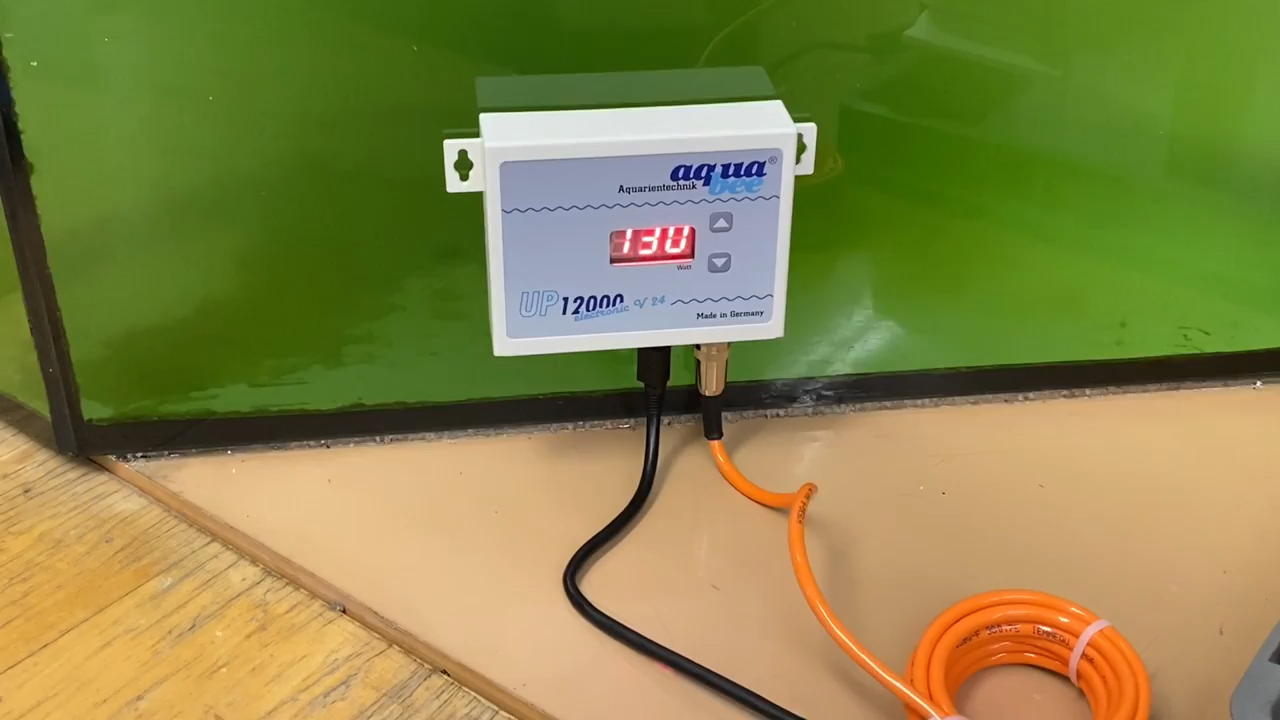 aqua®
Aquarientechnik bee
130
Watt
UP 12000 V 24
electronic
Made in Germany